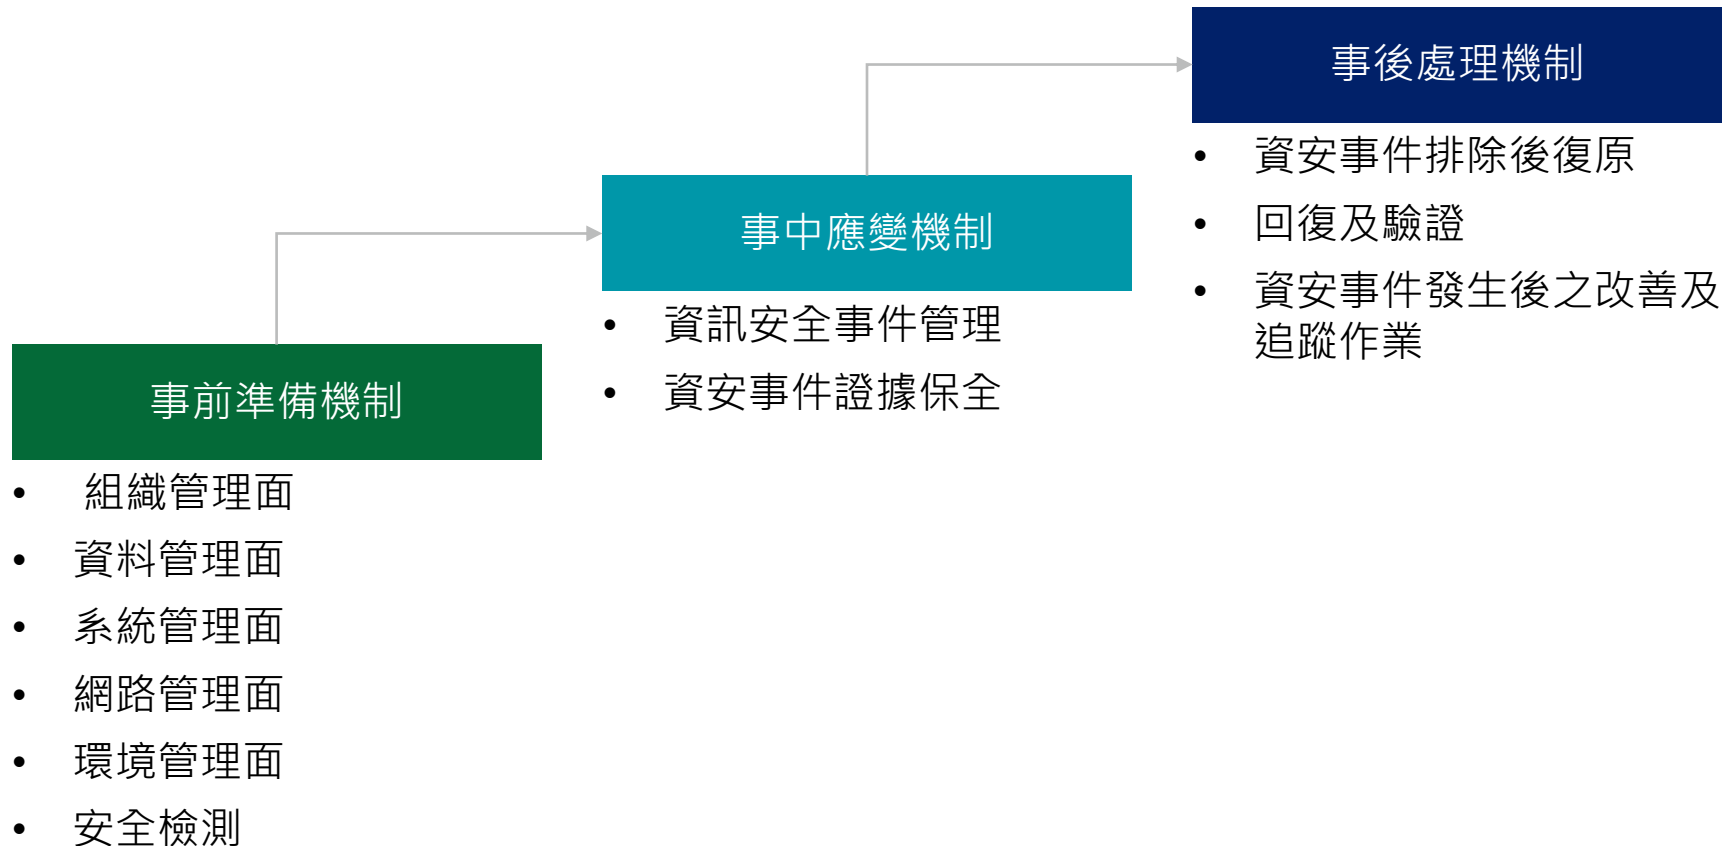 事前準備機制
• 組織管理面
• 資料管理面
• 系統管理面
• 網路管理面
• 環境管理面
• 安全檢測
事中應變機制
• 資訊安全事件管理
• 資安事件證據保全
事後處理機制
• 資安事件排除後復原
• 回復及驗證
• 資安事件發生後之改善及
追蹤作業